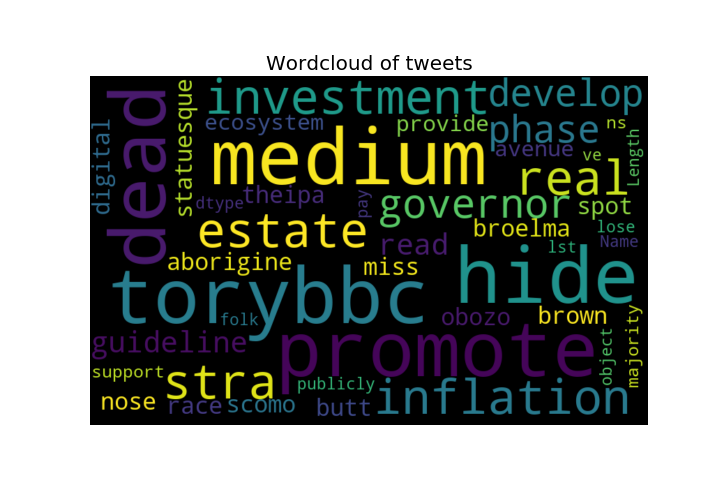 Wordcloud of tweets
dead
statuesque
investment
develop
digital
ecosystem
provide
phase
ns
Length
medium
avenue
ve
real
dtype
theipa
pay
governor
spot
estate
read
broelma
lose
Name
lst
aborigine
miss
hide
torybbc
folk
obozo
brown
guideline
promote
object
majority
support
stra
publicly
inflation
nose
race
scomo
butt